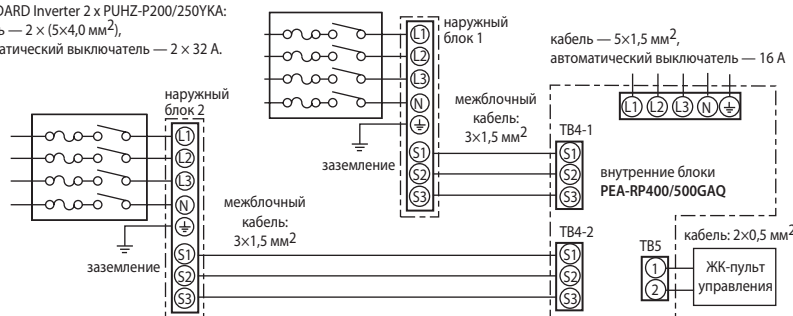 DARD Inverter 2 x PUHZ-P200/250YKA:
ь — 2 × (5×4,0 мм2),
атический выключатель — 2 × 32 А.
наружный
блок 1
L1
L2
L3
N
S1
S2
S3
заземление
межблочный
кабель:
3×1,5 мм2
кабель — 5×1,5 мм2,
автоматический выключатель — 16 А
L1 L2 L3 N
TB4-1
S1
S2
S3
внутренние блоки
PEA-RP400/500GAQ
наружный
блок 2
L1
L2
L3
N
S1
S2
S3
заземление
межблочный
кабель:
3×1,5 мм2
TB4-2
S1
S2
S3
TB5
1
2
кабель: 2×0,5 мм2
ЖК-пульт
управления